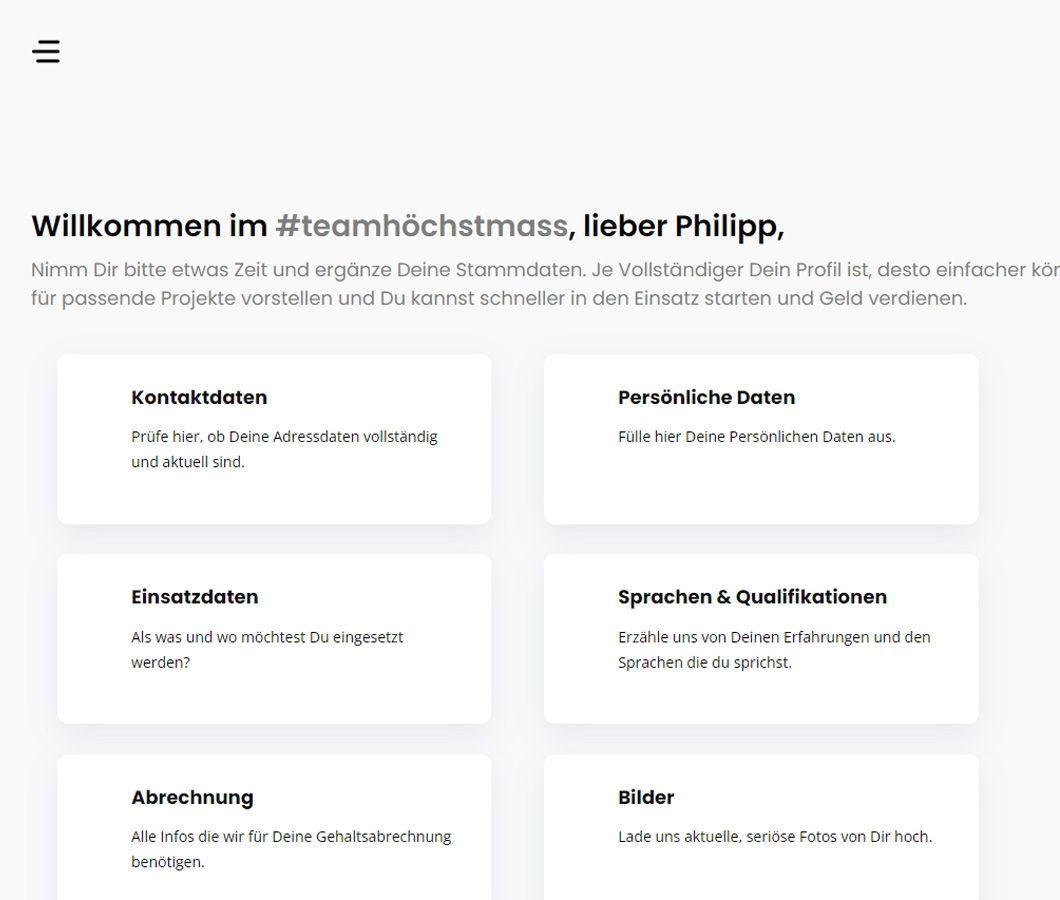 Willkommen im #teamhöchstmass, lieber Philipp,
Nimm Dir bitte etwas Zeit und ergänze Deine Stammdaten. Je Vollständiger Dein Profil ist, desto einfacher
für passende Projekte vorstellen und Du kannst schneller in den Einsatz starten und Geld verdienen.
Kontaktdaten
Prüfe hier, ob Deine Adressdaten vollständig
und aktuell sind.
Persönliche Daten
Fülle hier Deine Persönlichen Daten aus.
Einsatzdaten
Als was und wo möchtest Du eingesetzt
werden?
Sprachen & Qualifikationen
Erzähle uns von Deinen Erfahrungen und den
Sprachen die du sprichst.
Abrechnung
Alle Infos die wir für Deine Gehaltsabrechnung
benötigen.
Bilder
Lade uns aktuelle, seriöse Fotos von Dir hoch.